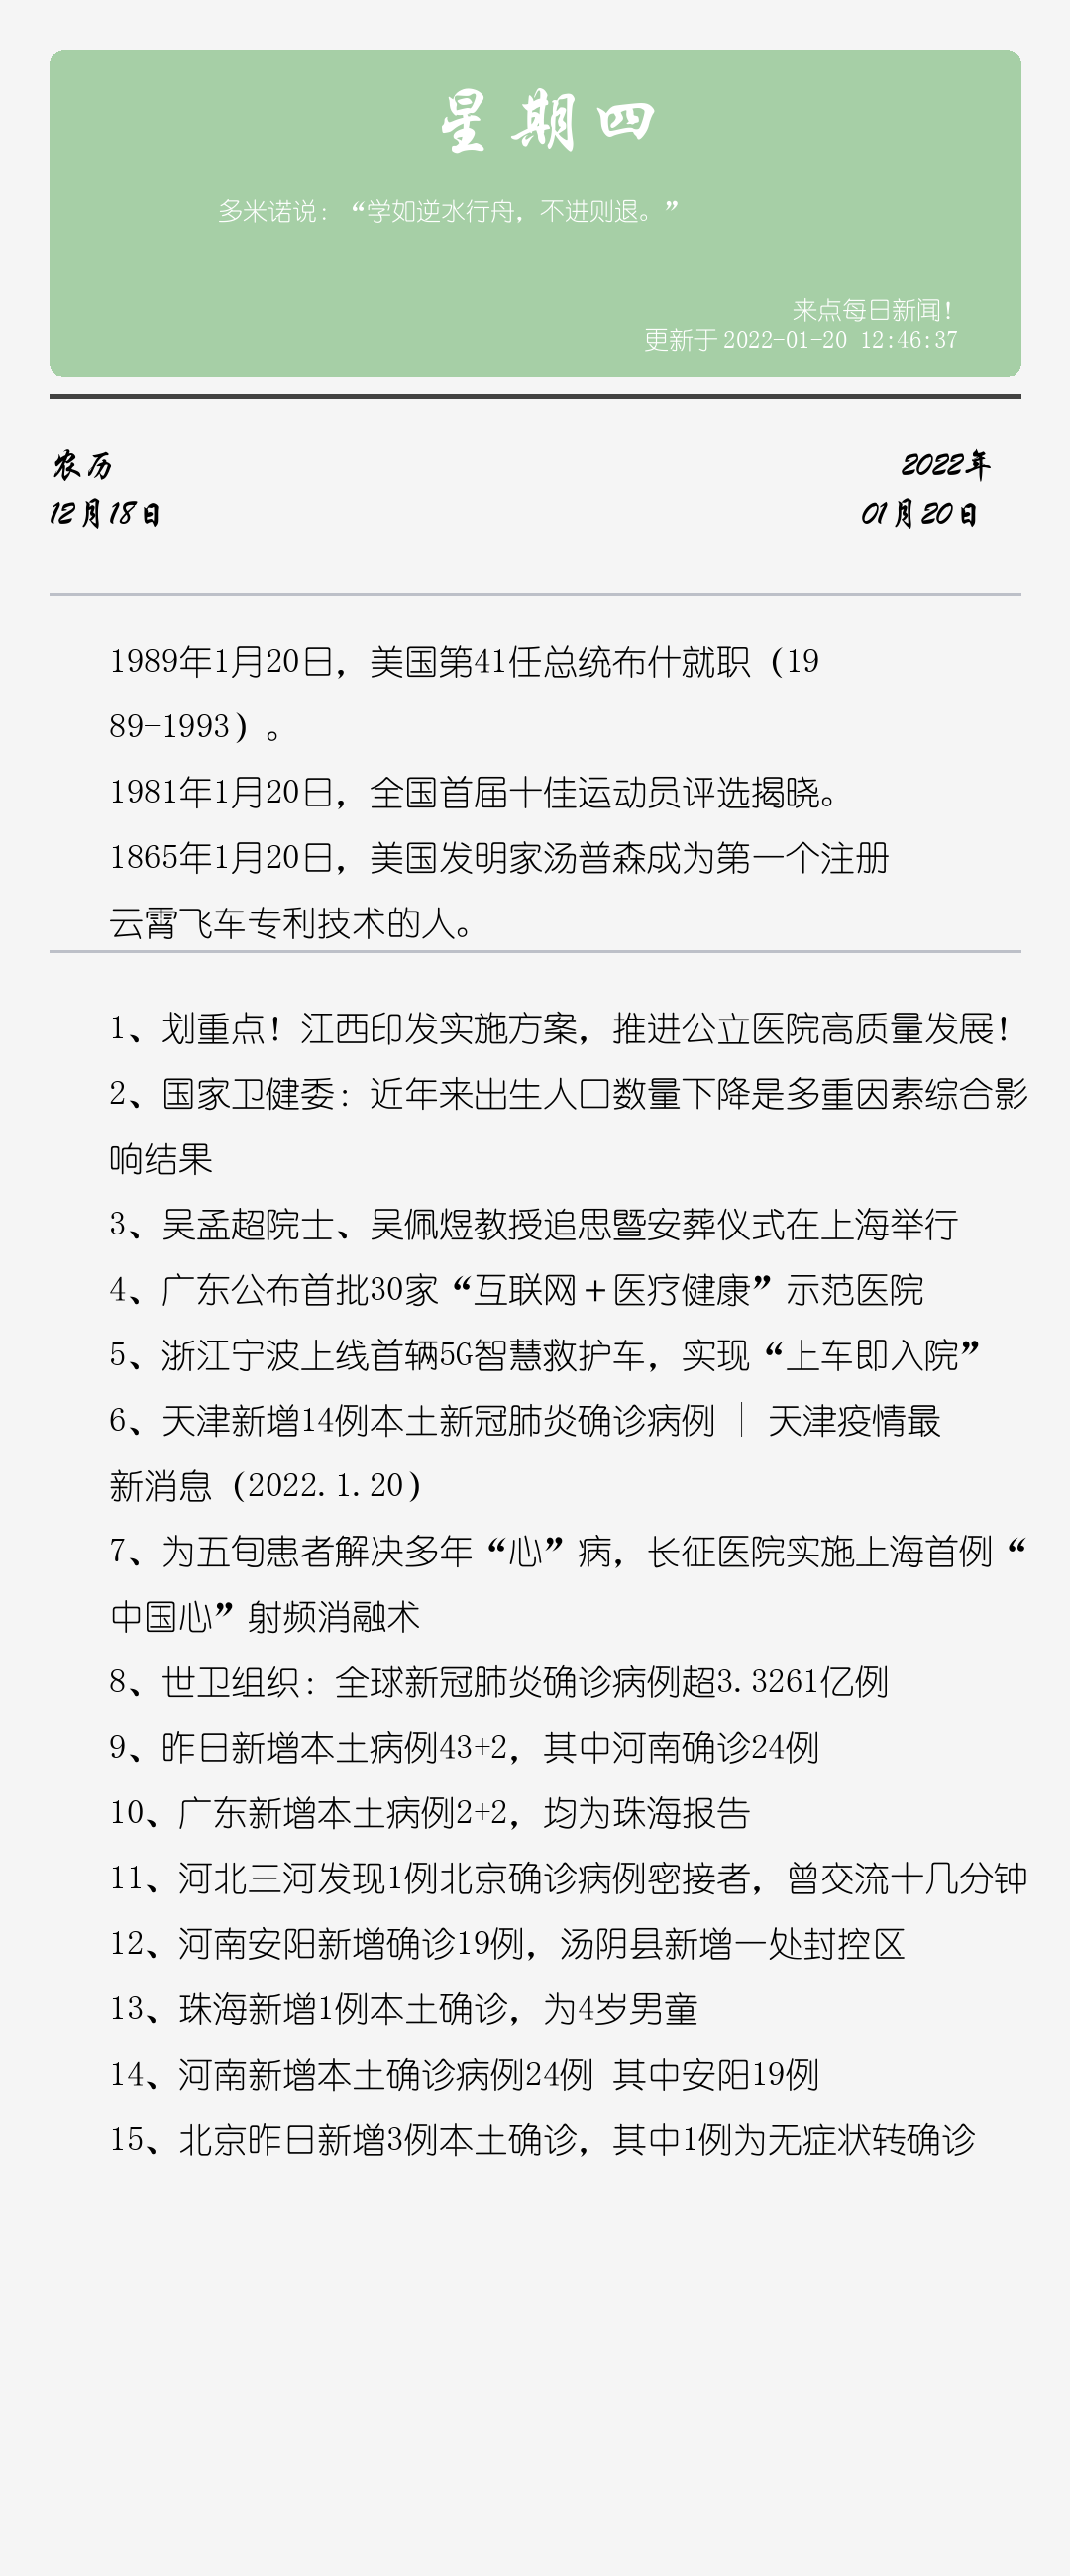 星期四
多米诺说：“学如逆水行舟，不进则退。”
来点每日新闻！
更新于 2022-01-20 12:46:37
农历
2022年
12月18日
01月20日
1989年1月20日，美国第41任总统布什就职（19
89-1993）。
1981年1月20日，全国首届十佳运动员评选揭晓。
1865年1月20日，美国发明家汤普森成为第一个注册
云霄飞车专利技术的人。
1、划重点！江西印发实施方案，推进公立医院高质量发展！
2、国家卫健委：近年来出生人口数量下降是多重因素综合影
响结果
3、吴孟超院士、吴佩煜教授追思暨安葬仪式在上海举行
4、广东公布首批30家“互联网＋医疗健康”示范医院
5、浙江宁波上线首辆5G智慧救护车，实现“上车即入院”
6、天津新增14例本土新冠肺炎确诊病例 ｜ 天津疫情最
新消息（2022.1.20）
7、为五旬患者解决多年“心”病，长征医院实施上海首例“
中国心”射频消融术
8、世卫组织：全球新冠肺炎确诊病例超3.3261亿例
9、昨日新增本土病例43+2，其中河南确诊24例
10、广东新增本土病例2+2，均为珠海报告
11、河北三河发现1例北京确诊病例密接者，曾交流十几分钟
12、河南安阳新增确诊19例，汤阴县新增一处封控区
13、珠海新增1例本土确诊，为4岁男童
14、河南新增本土确诊病例24例 其中安阳19例
15、北京昨日新增3例本土确诊，其中1例为无症状转确诊